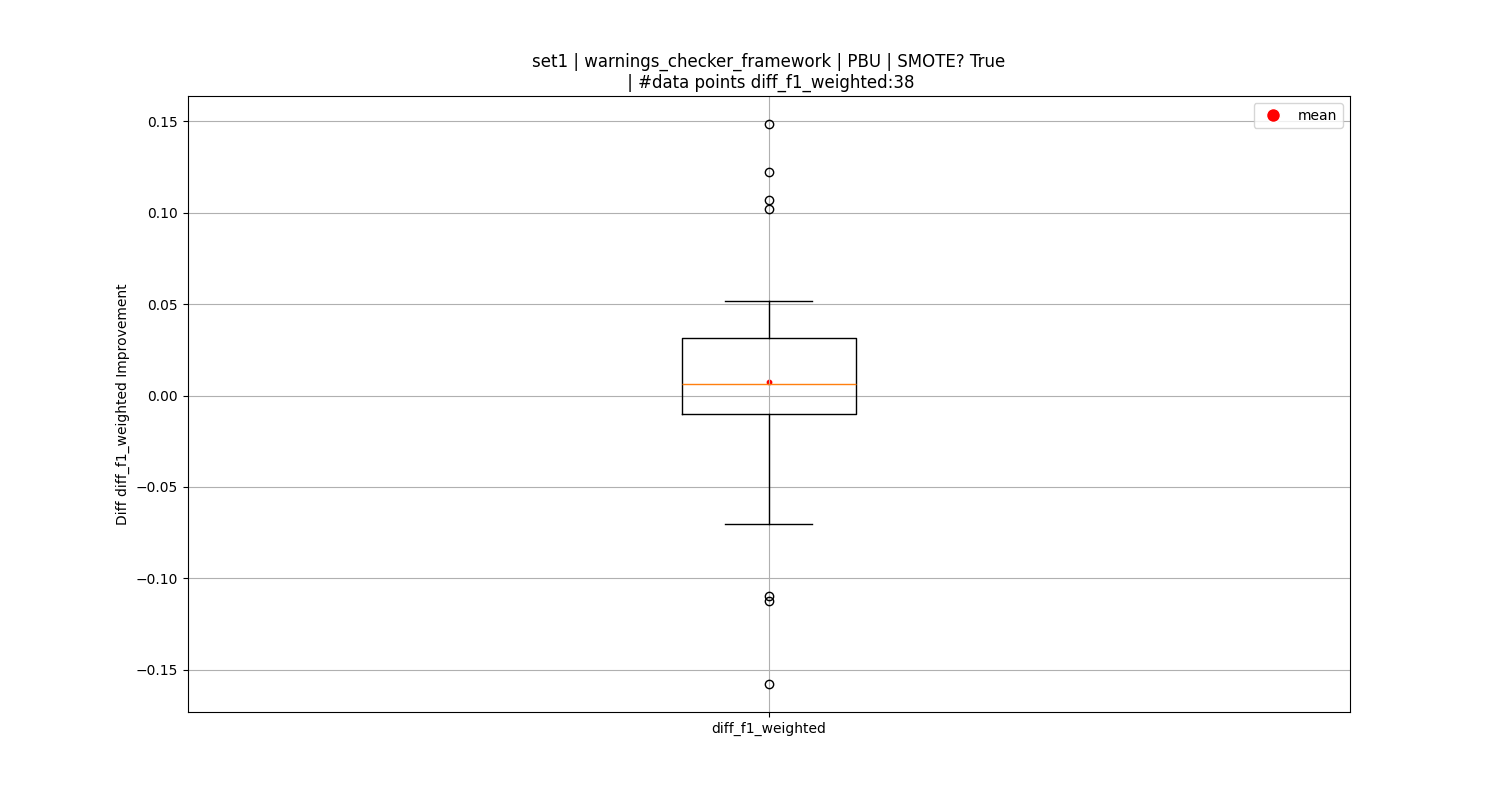 set1 | warnings_checker_framework | PBU | SMOTE? True
| #data points diff_f1_weighted:38
mean
0.15
0.10
0.05
0.00
−0.05
−0.10
−0.15
Diff diff_f1_weighted Improvement
diff_f1_weighted